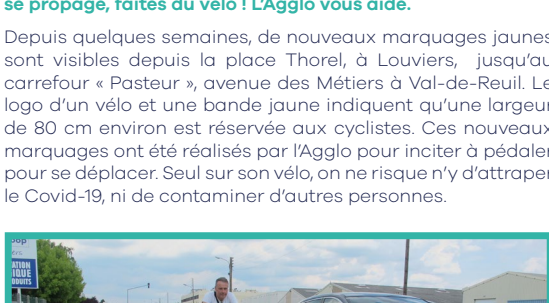 se propage, faites du vélo ! L'Agglo vous aide.
Depuis quelques semaines, de nouveaux marquages jaunes
sont visibles depuis la place Thorel, à Louviers, jusqu'au
carrefour « Pasteur », avenue des Métiers à Val-de-Reuil. Le
logo d'un vélo et une bande jaune indiquent qu'une largeur
de 80 cm environ est réservée aux cyclistes. Ces nouveaux
marquages ont été réalisés par l'Agglo pour inciter à pédaler
pour se déplacer. Seul sur son vélo, on ne risque n'y d'attraper
le Covid-19, ni de contaminer d'autres personnes.